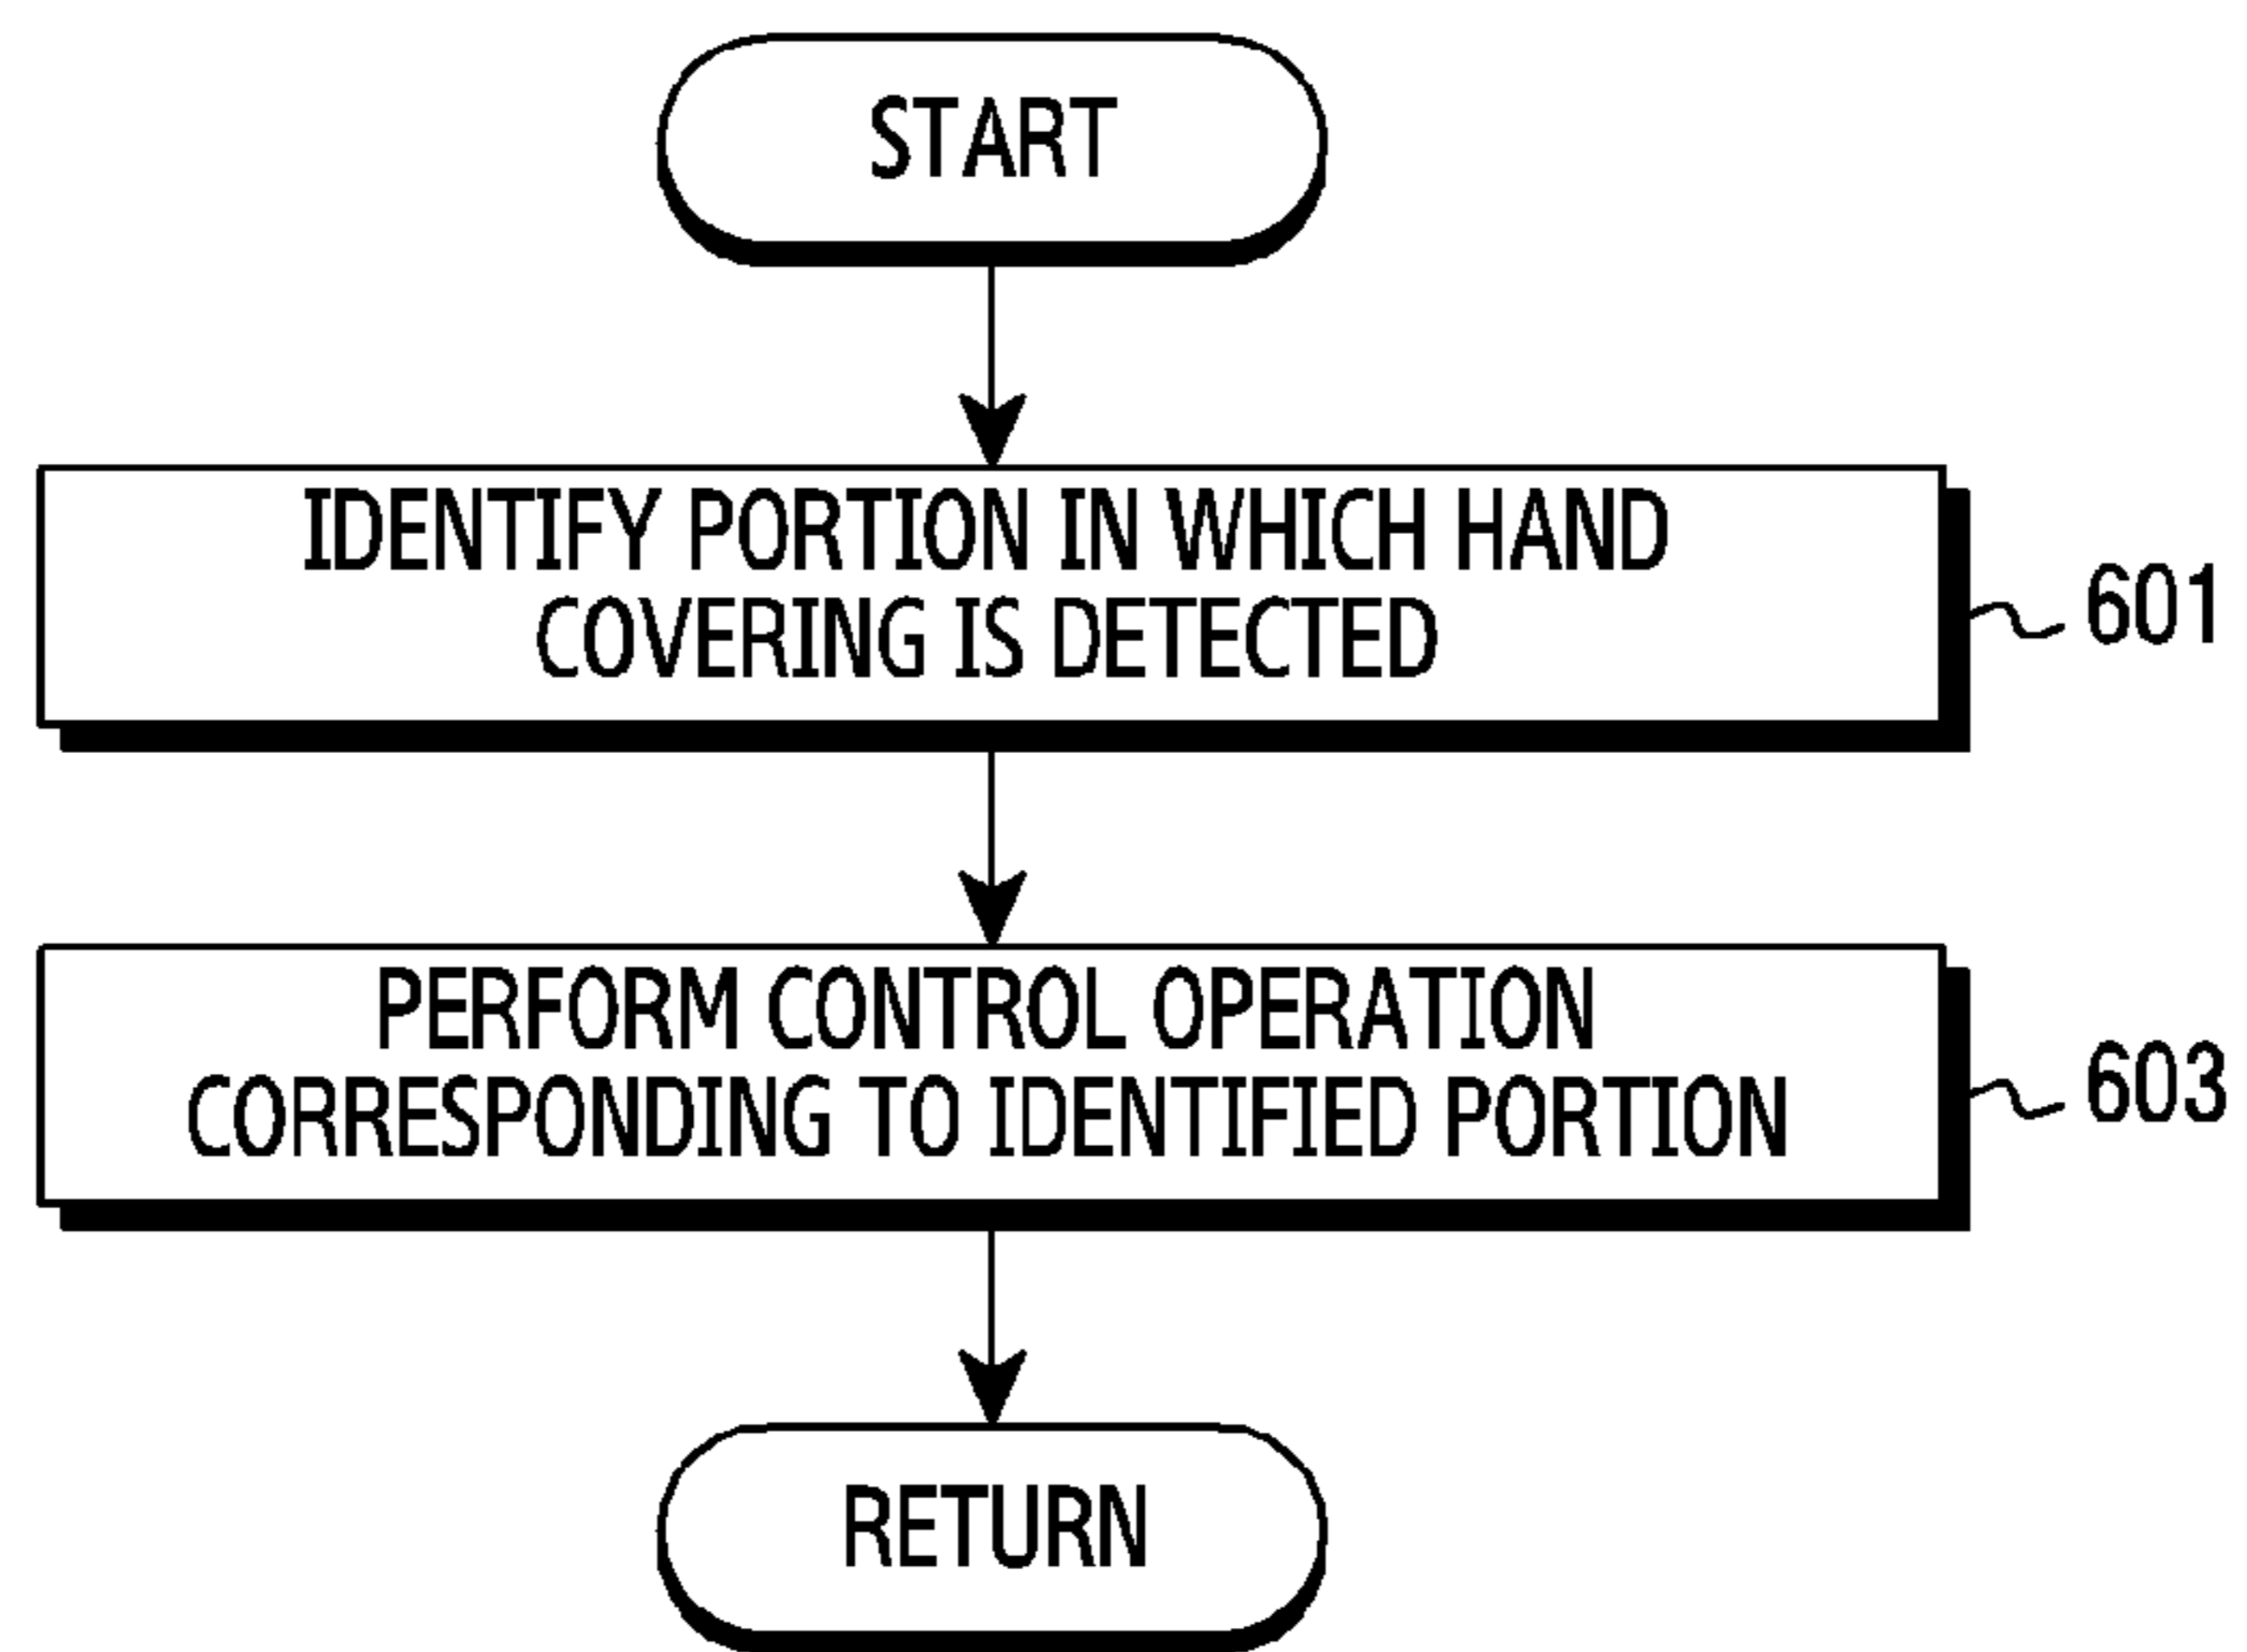 START
IDENTIFY PORTION IN WHICH HAND
COVERING IS DETECTED
601
PERFORM CONTROL OPERATION
CORRESPONDING TO IDENTIFIED PORTION
603
RETURN